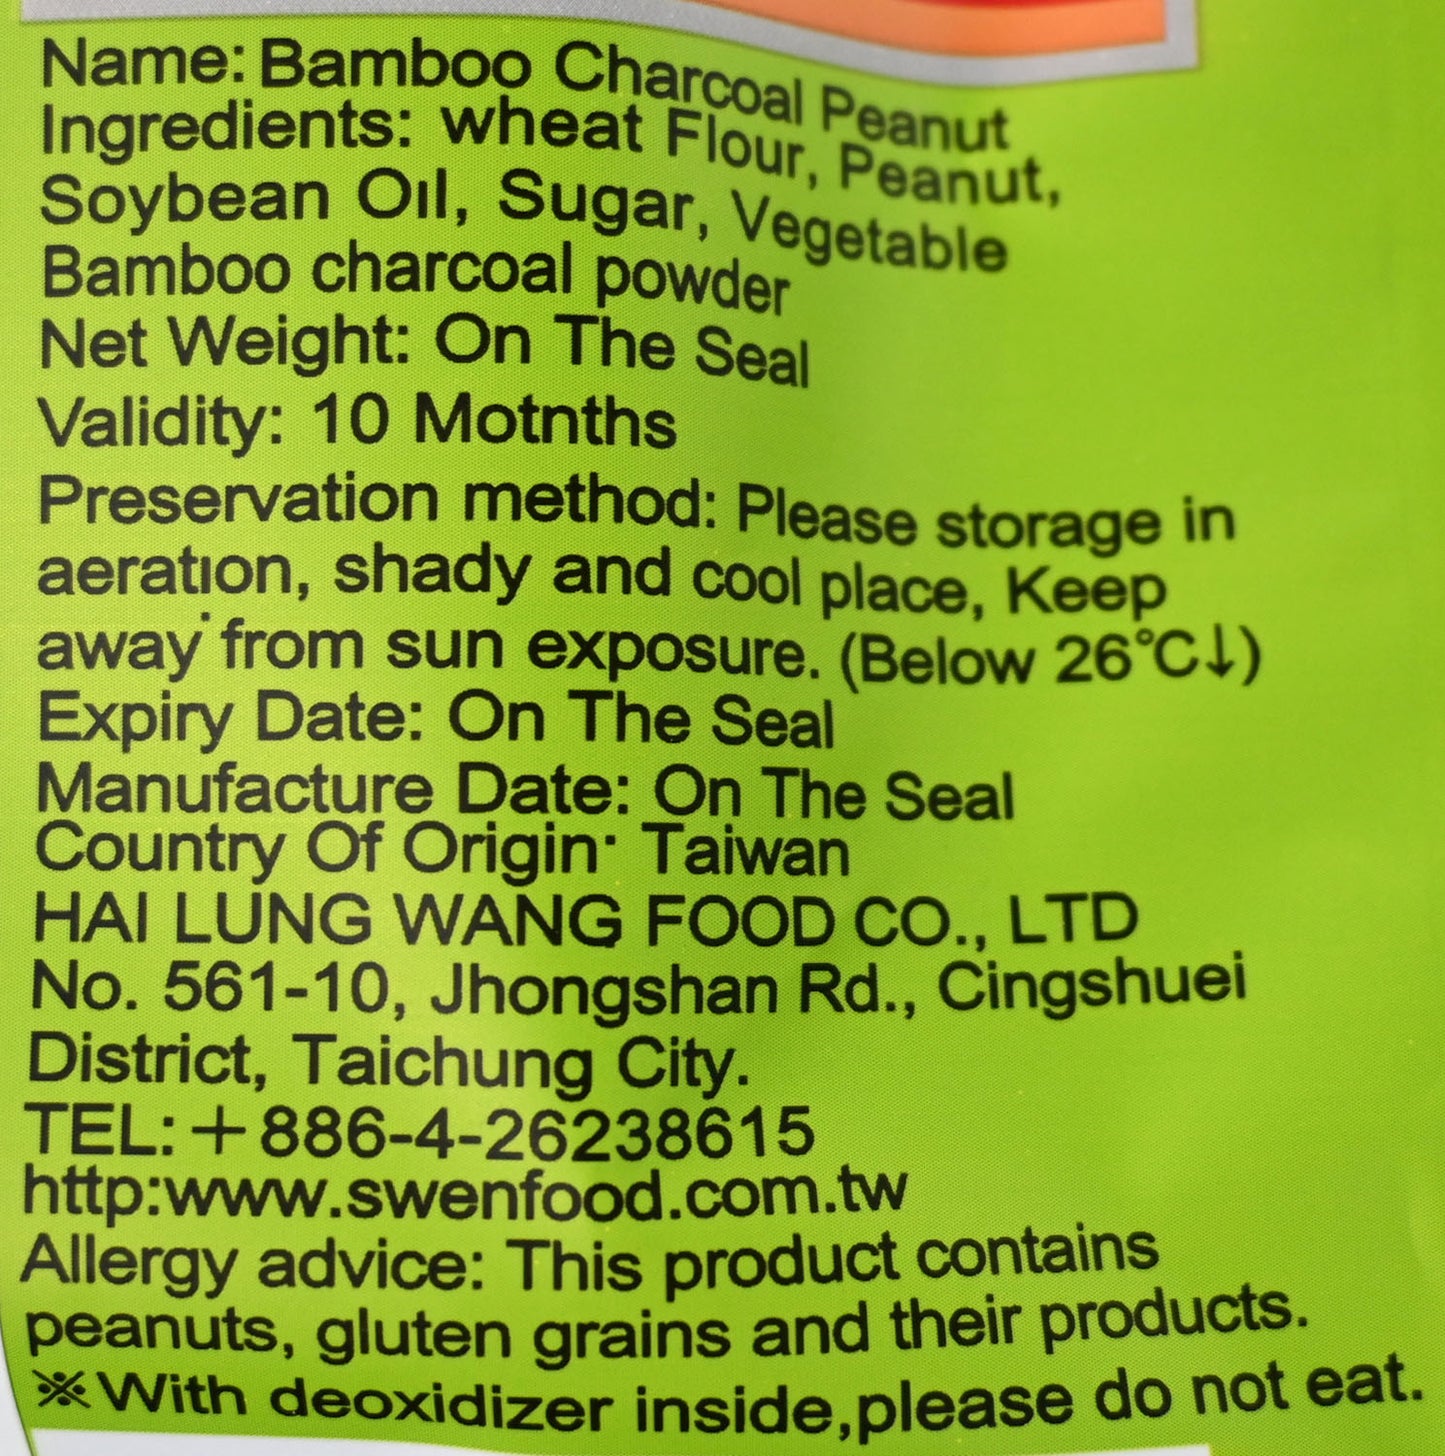 Name: Bamboo Charcoal Peanut
Ingredients: wheat Flour, Peanut,
Soybean Oil, Sugar, Vegetable
Bamboo charcoal powder
Net Weight: On The Seal
Validity: 10 Motnths
Preservation method: Please storage in
aeration, shady and cool place, Keep
away from sun exposure. (Below 26℃↓)
Expiry Date: On The Seal
Manufacture Date: On The Seal
Country Of Origin: Taiwan
HAI LUNG WANG FOOD CO., LTD
No. 561-10, Jhongshan Rd., Cingshuei
District, Taichung City.
TEL:+886-4-26238615
http:www.swenfood.com.tw
Allergy advice: This product contains
peanuts, gluten grains and their products.
※With deoxidizer inside,please do not eat.